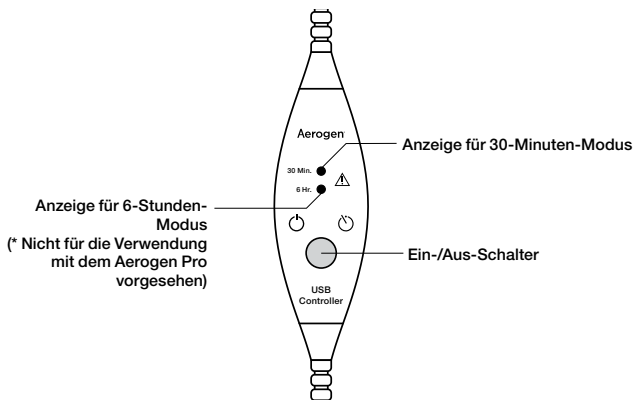 Aerogen
30 Min.
Anzeige für 30-Minuten-Modus
6 Hr.
Anzeige für 6-Stunden-
Modus
(* Nicht für die Verwendung
mit dem Aerogen Pro
vorgesehen)
Ein-/Aus-Schalter
USB
Controller